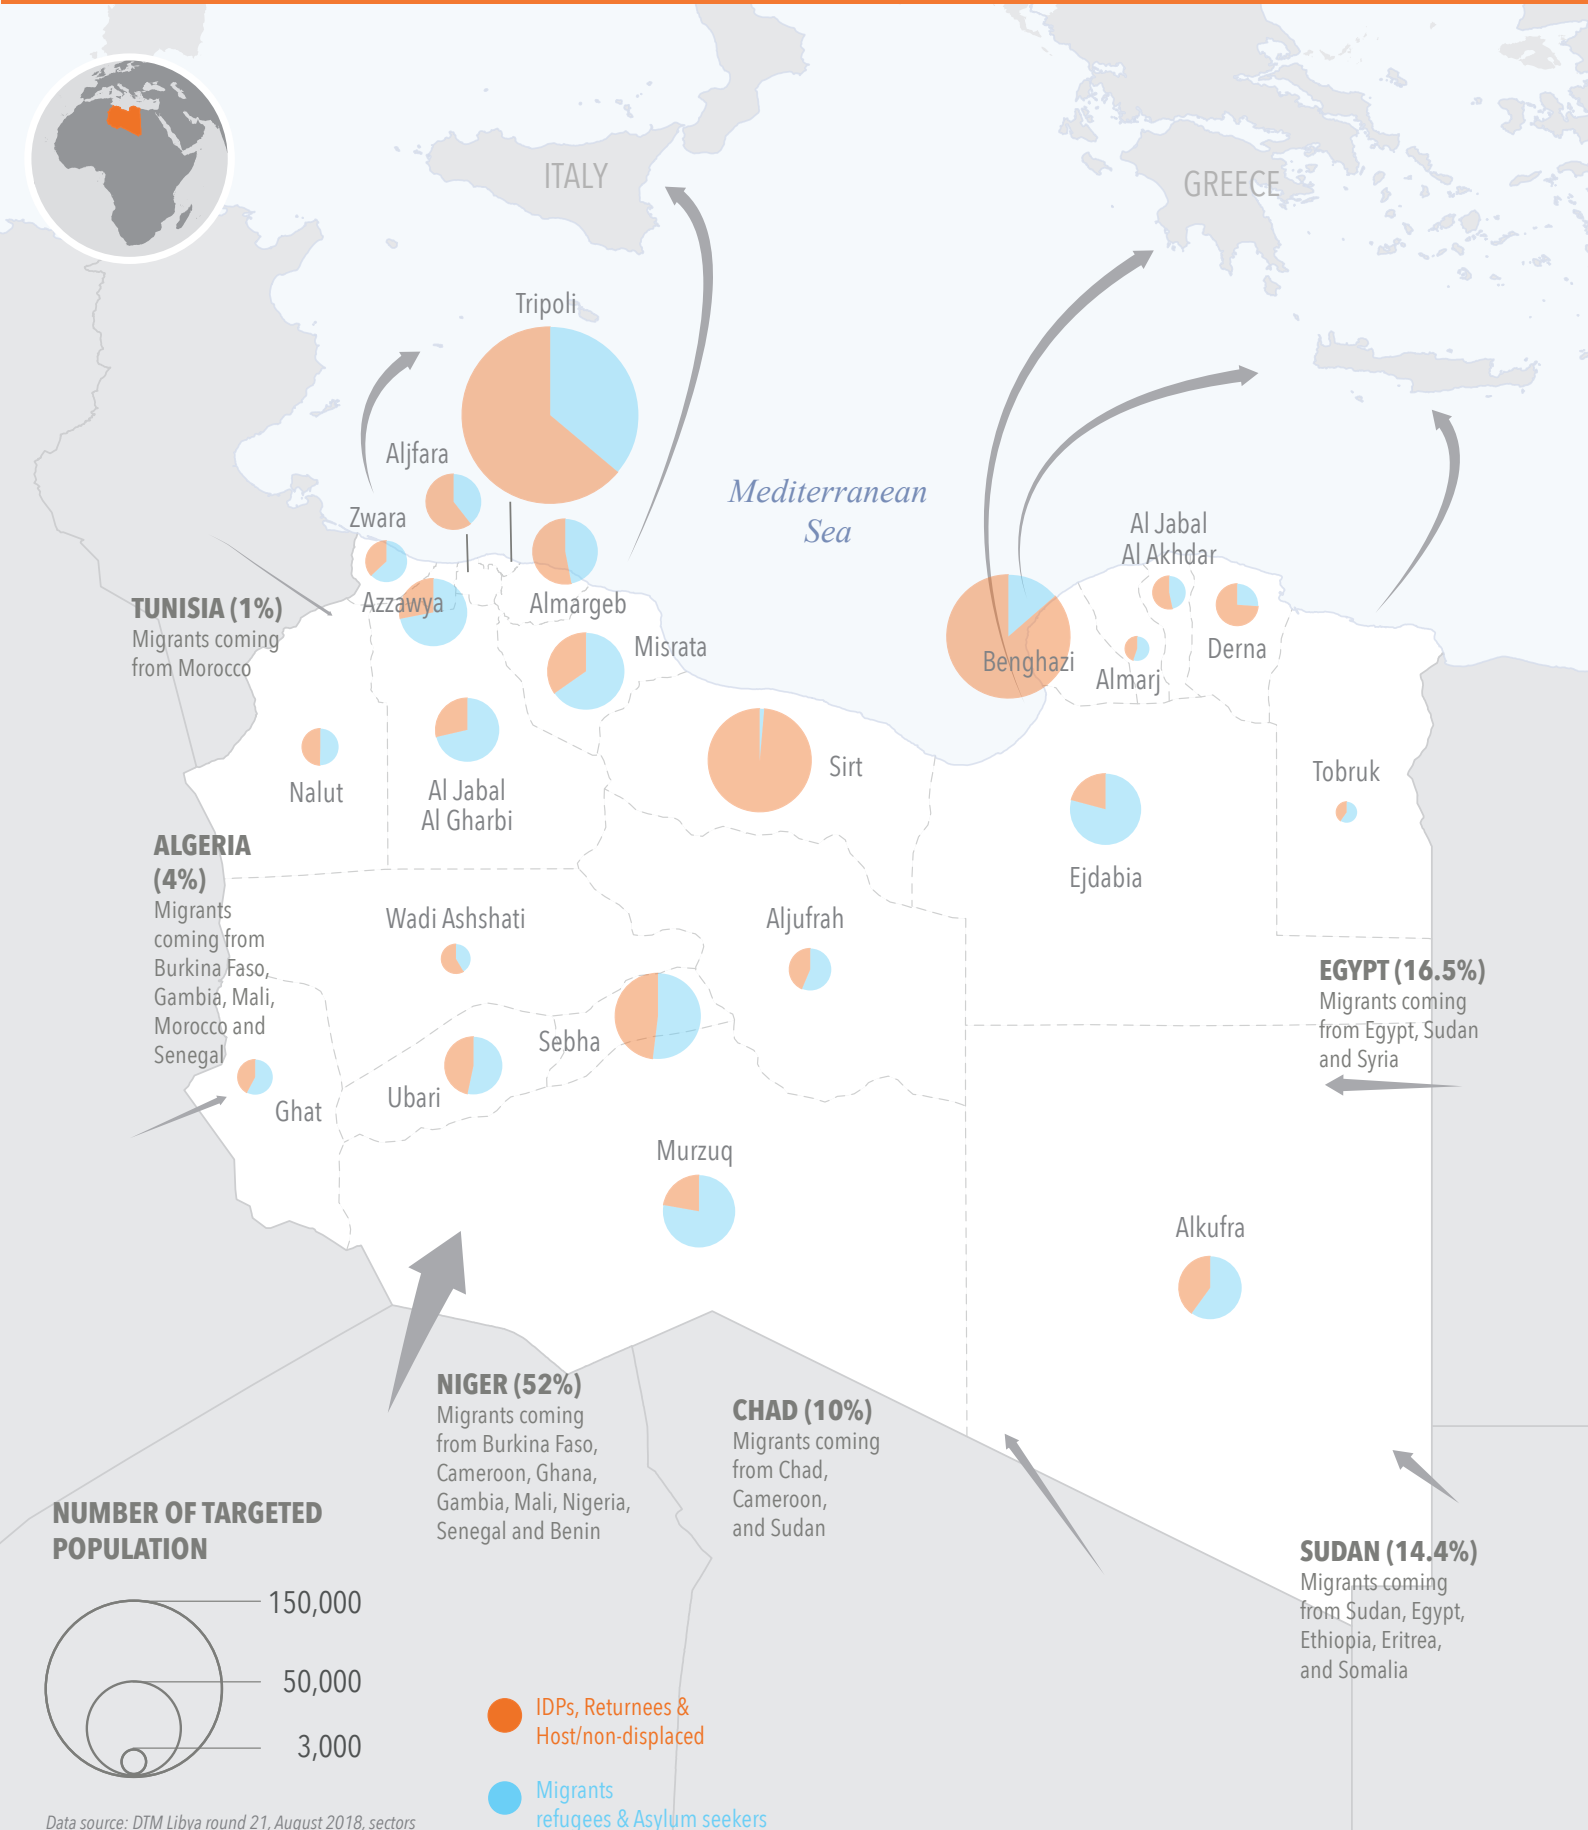 ITALY
GREECE
Tripoli
Aljfara
Mediterranean
Sea
Zwara
Al Jabal
Al Akhdar
TUNISIA (1%)
Migrants coming
from Morocco
Azzawya
Almargeb
Misrata
Benghazi
Almarj
Derna
Nalut
Al Jabal
Al Gharbi
Sirt
Tobruk
ALGERIA
(4%)
Migrants
coming from
Burkina Faso,
Gambia, Mali,
Morocco and
Senegal
Ejdabia
Wadi Ashshati
Aljufrah
EGYPT (16.5%)
Migrants coming
from Egypt, Sudan
and Syria
Sebha
Ubari
Ghat
Murzuq
Alkufra
NIGER (52%)
Migrants coming
from Burkina Faso,
Cameroon, Ghana,
Gambia, Mali, Nigeria,
Senegal and Benin
CHAD (10%)
Migrants coming
from Chad,
Cameroon,
and Sudan
SUDAN (14.4%)
Migrants coming
from Sudan, Egypt,
Ethiopia, Eritrea,
and Somalia
NUMBER OF TARGETED
POPULATION
150,000
50,000
3,000
IDPs, Returnees &
Host/non-displaced
Migrants
refugees & Asylum seekers
Data source: DTM Libya round 21, August 2018, sectors